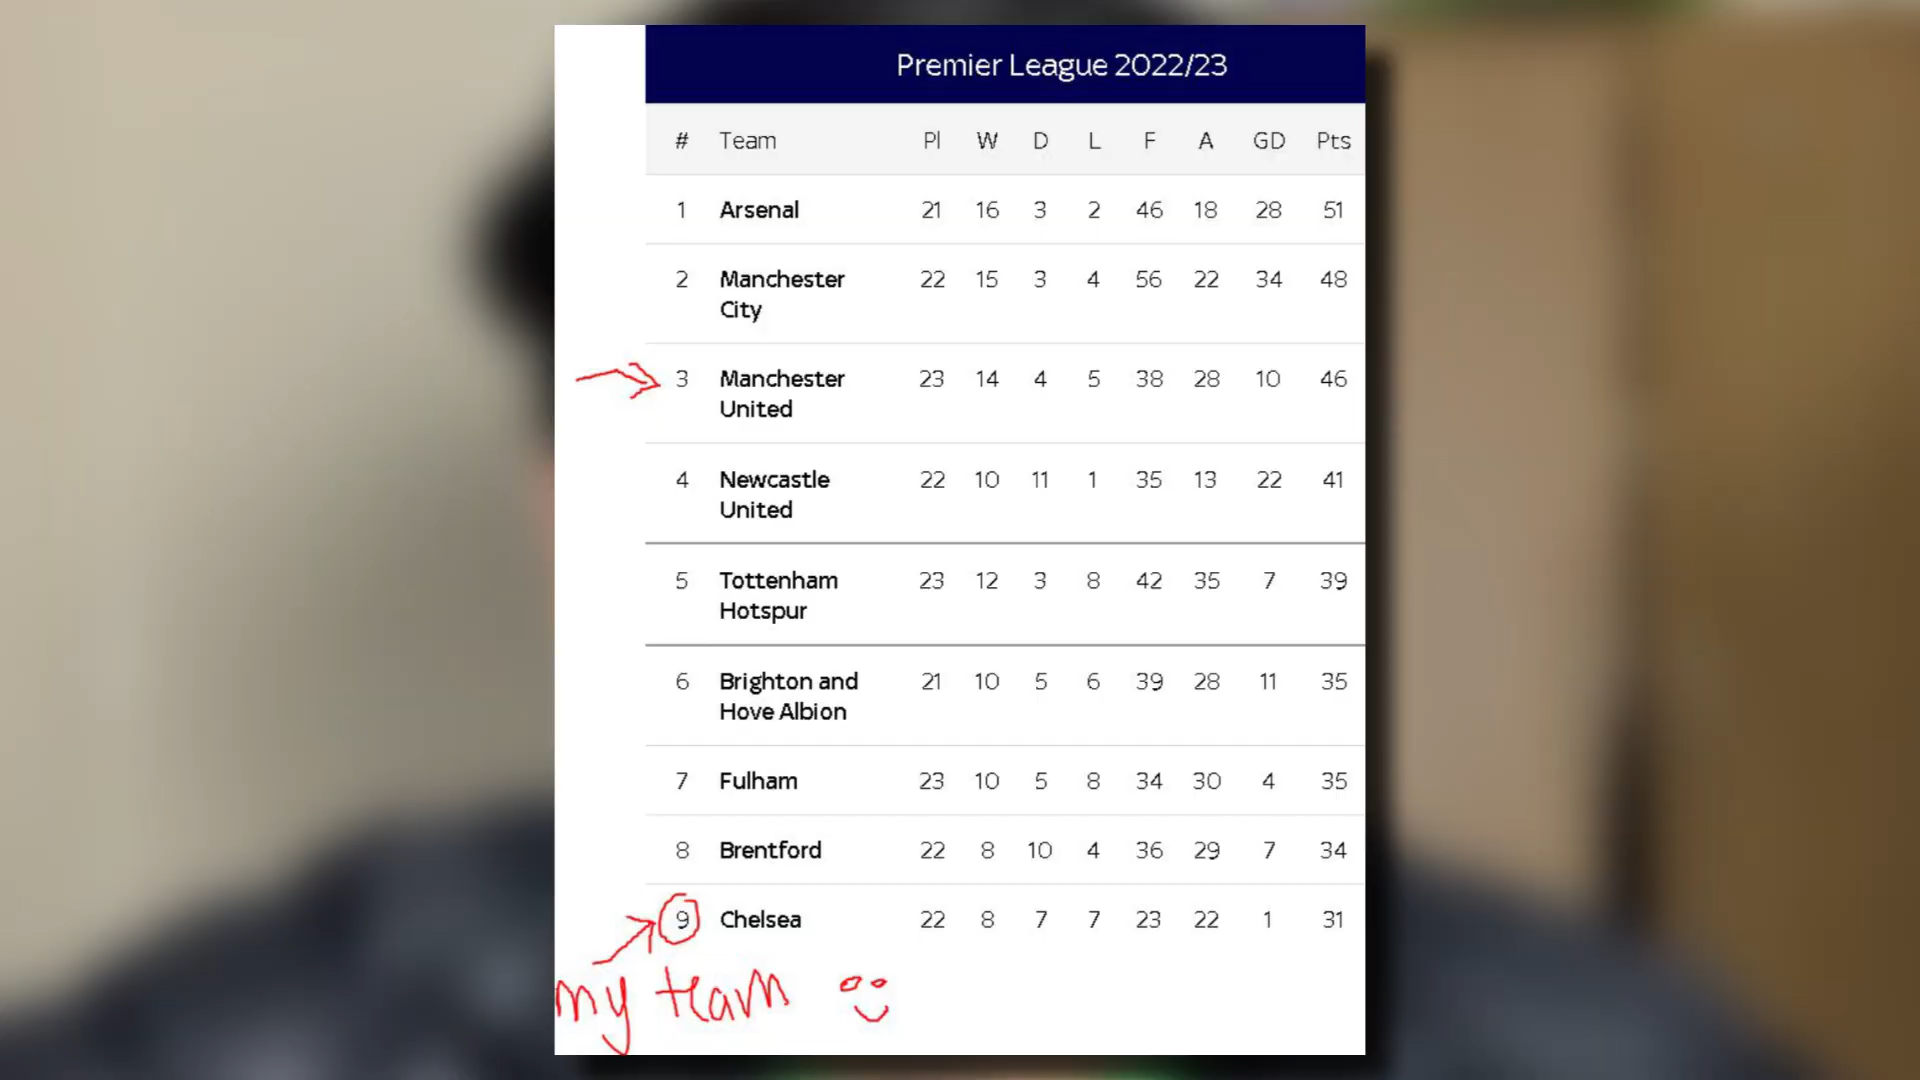 Premier League 2022/23
# Team Pl W D L F A GD Pts
1 Arsenal 21 16 3 2 46 18 28 51
2 Manchester 22 15 3 4 56 22 34 48
City
3 Manchester 23 14 4 5 38 28 10 46
United
4 Newcastle 22 10 11 1 35 13 22 41
United
5 Tottenham 23 12 3 8 42 35 7 39
Hotspur
6 Brighton and 21 10 5 6 39 28 11 35
Hove Albion
7 Fulham 23 10 5 8 34 30 4 35
8 Brentford 22 8 10 4 36 29 7 34
9 Chelsea 22 8 7 7 23 22 1 31
my team